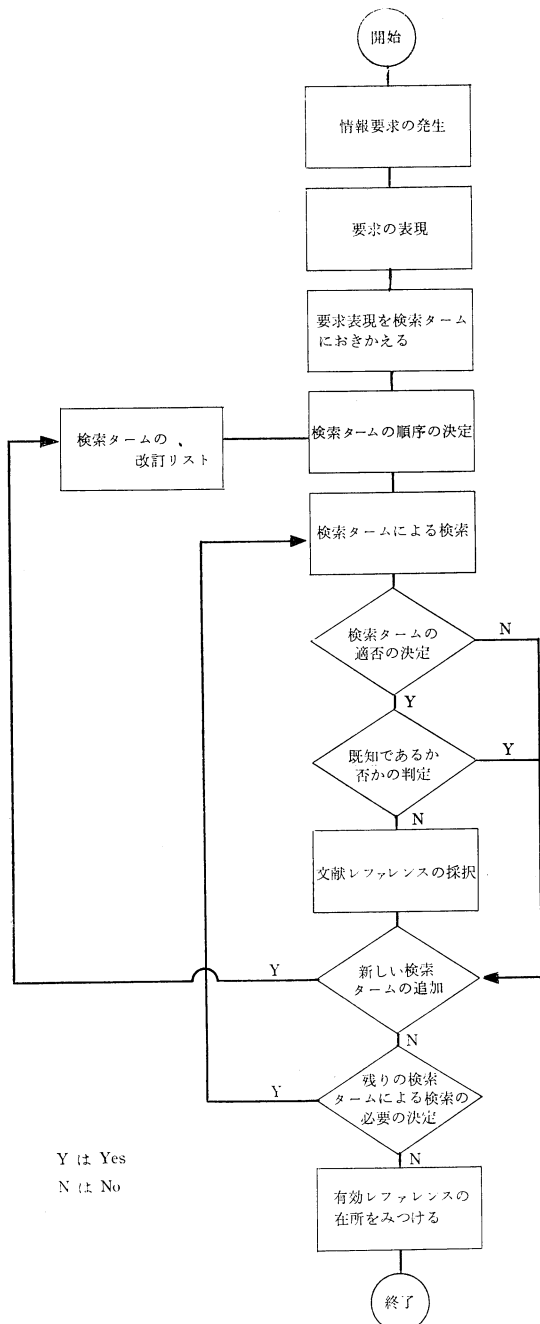 開始
情報要求の発生
要求の表現
要求表現を検索ターム
におきかえる
検索タームの、
改訂リスト
検索タームの順序の決定
検索タームによる検索
検索タームの
適否の決定
N
Y
既知であるか
否かの判定
Y
N
文献レファレンスの採択
新しい検索
タームの追加
Y
N
残りの検索
タームによる検索の
必要の決定
Y
N
Y は Yes
N は No
有効レファレンスの
在所をみつける
終了